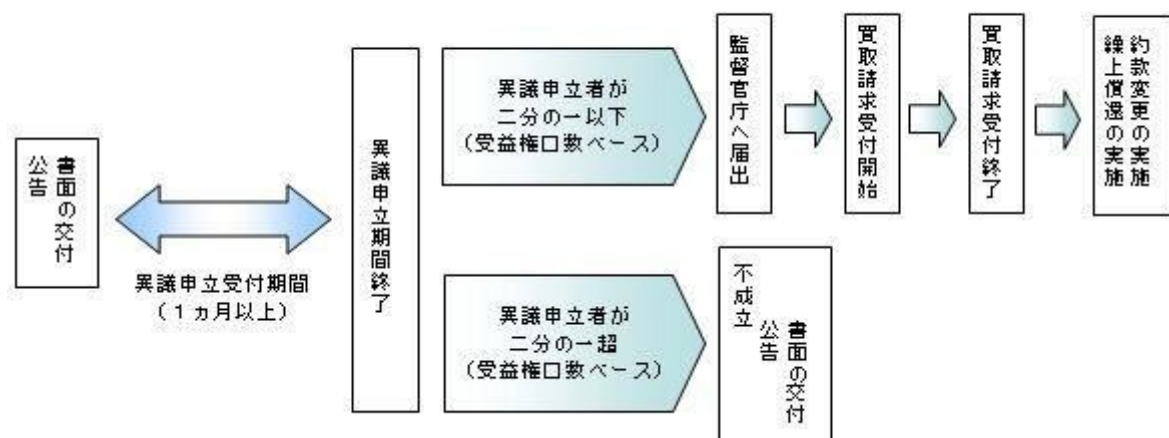 書面の交付
公告
異議申立受付期間
(１ヵ月以上)
異議申立期間終了
異議申立者が
二分の一以下
(受益権口数ベース)
監督官庁へ届出
買取請求受付開始
買取請求受付終了
約款変更の実施
繰上償還の実施
異議申立者が
二分の一超
(受益権口数ベース)
不成立
書面の交付
公告